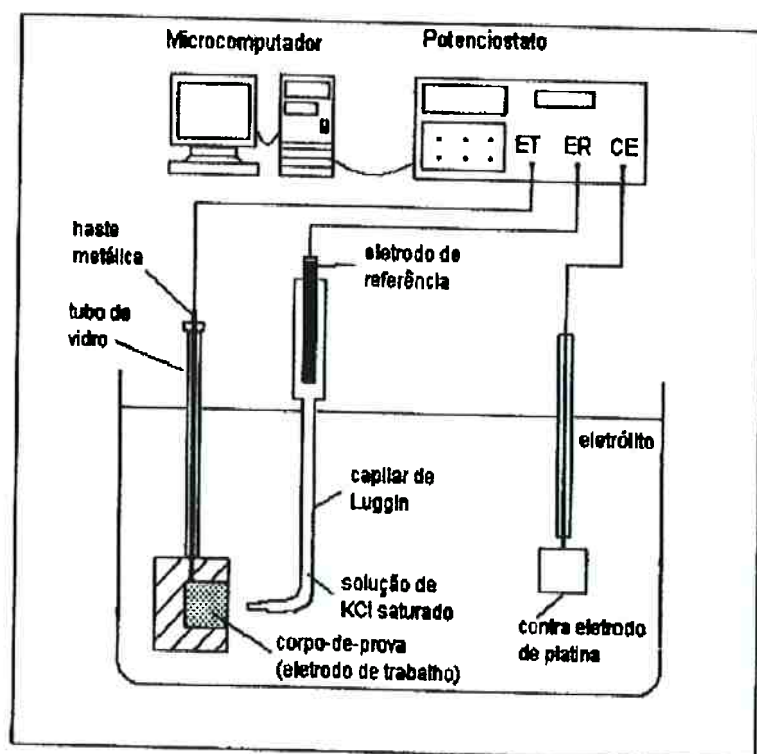 Microcomputador
Potenciostato
ET ER CE
haste
metálica
eletrodo de
referência
tubo de
vidro
eletrólito
capilar de
Luggin
solução de
KCl saturado
contra eletrodo
de platina
corpo-de-prova
(eletrodo de trabalho)